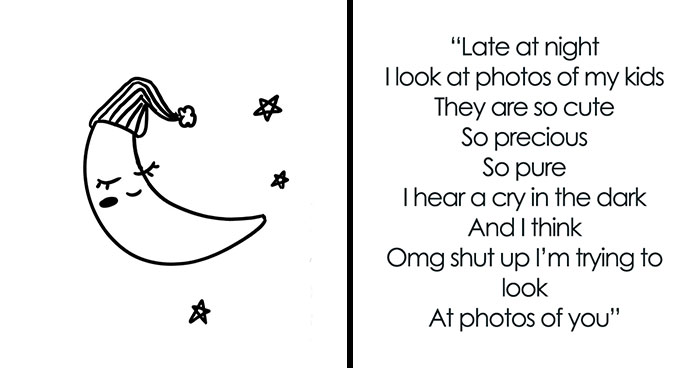 “Late at night
I look at photos of my kids
They are so cute
So precious
So pure
I hear a cry in the dark
And I think
Omg shut up I’m trying to
look
At photos of you”